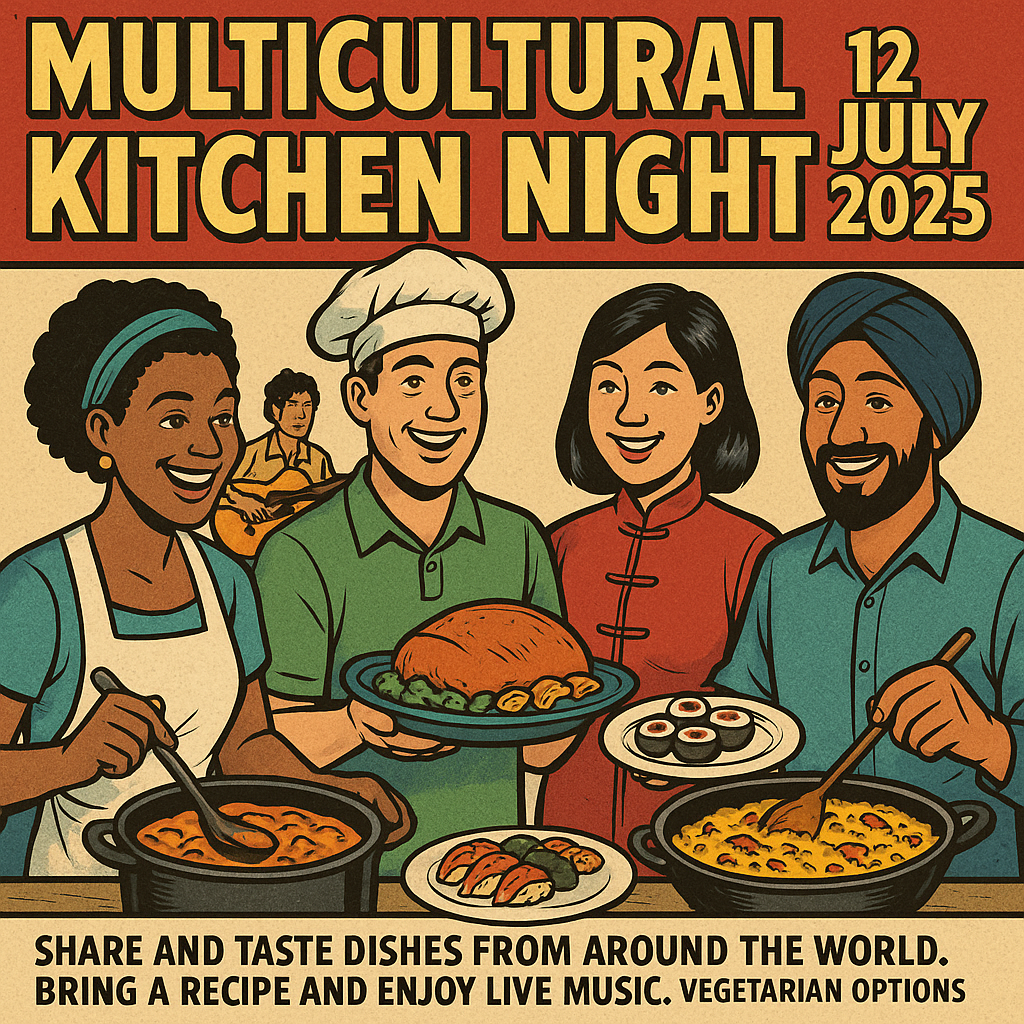 MULTICULTURAL
KITCHEN NIGHT
12
JULY
2025
SHARE AND TASTE DISHES FROM AROUND THE WORLD.
BRING A RECIPE AND ENJOY LIVE MUSIC. VEGETARIAN OPTIONS